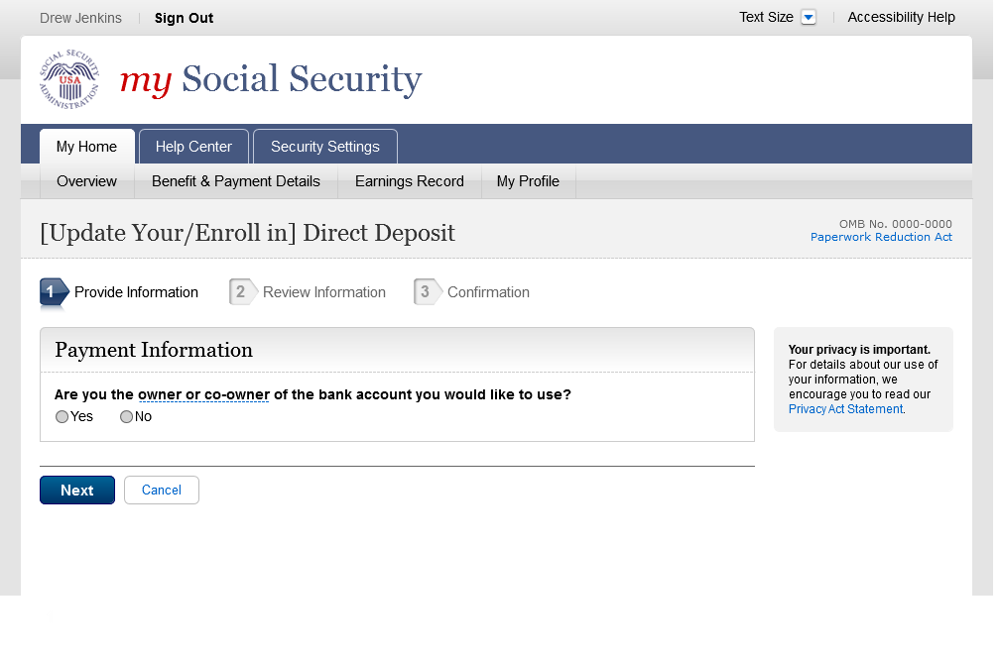 Drew Jenkins Sign Out Text Size Accessibility Help
SOCIAL SECURITY ADMINISTRATION
USA
my Social Security
My Home Help Center Security Settings
Overview Benefit & Payment Details Earnings Record My Profile
[Update Your/Enroll in] Direct Deposit
OMB No. 0000-0000
Paperwork Reduction Act
1 Provide Information 2 Review Information 3 Confirmation
Payment Information
Are you the owner or co-owner of the bank account you would like to use?
Yes No
Your privacy is important.
For details about our use of
your information, we
encourage you to read our
Privacy Act Statement.
Next Cancel